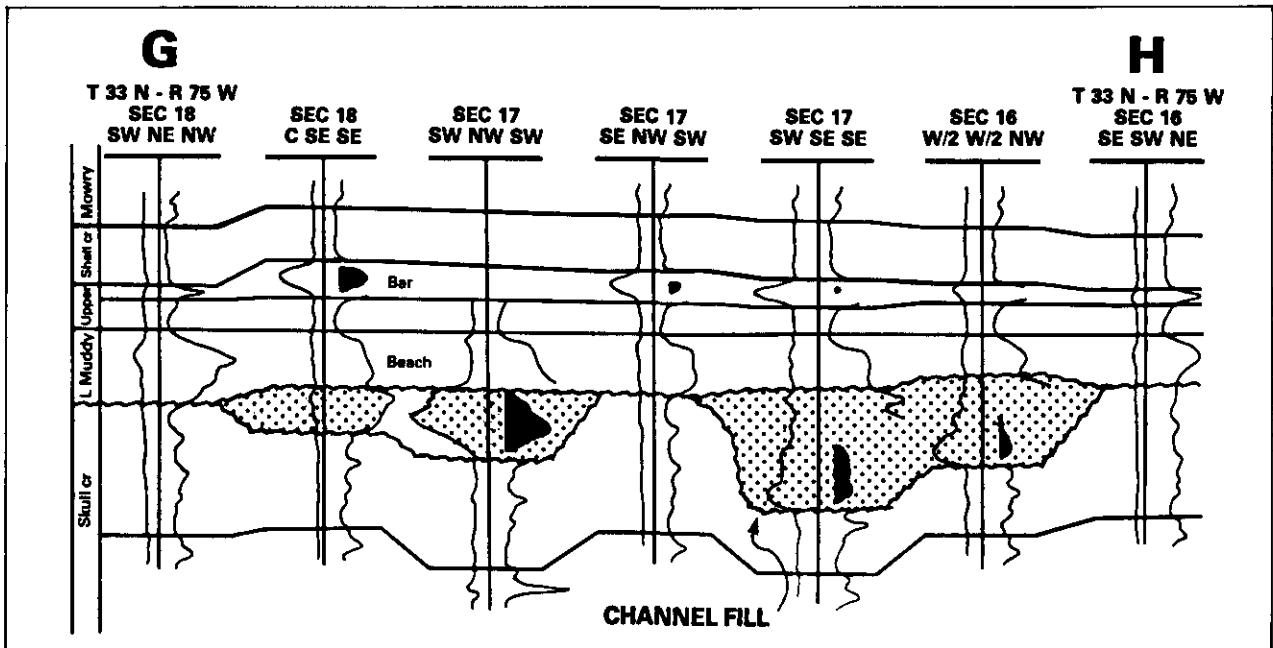 G
H
T 33 N - R 75 W
SEC 18
SW NE NW
SEC 18
C SE SE
SEC 17
SW NW SW
SEC 17
SE NW SW
SEC 17
SW SE SE
SEC 16
W/2 W/2 NW
T 33 N - R 75 W
SEC 16
SE SW NE
Mowry
Shell cr
Upper
L Muddy
Skull cr
Bar
Beach
CHANNEL FILL